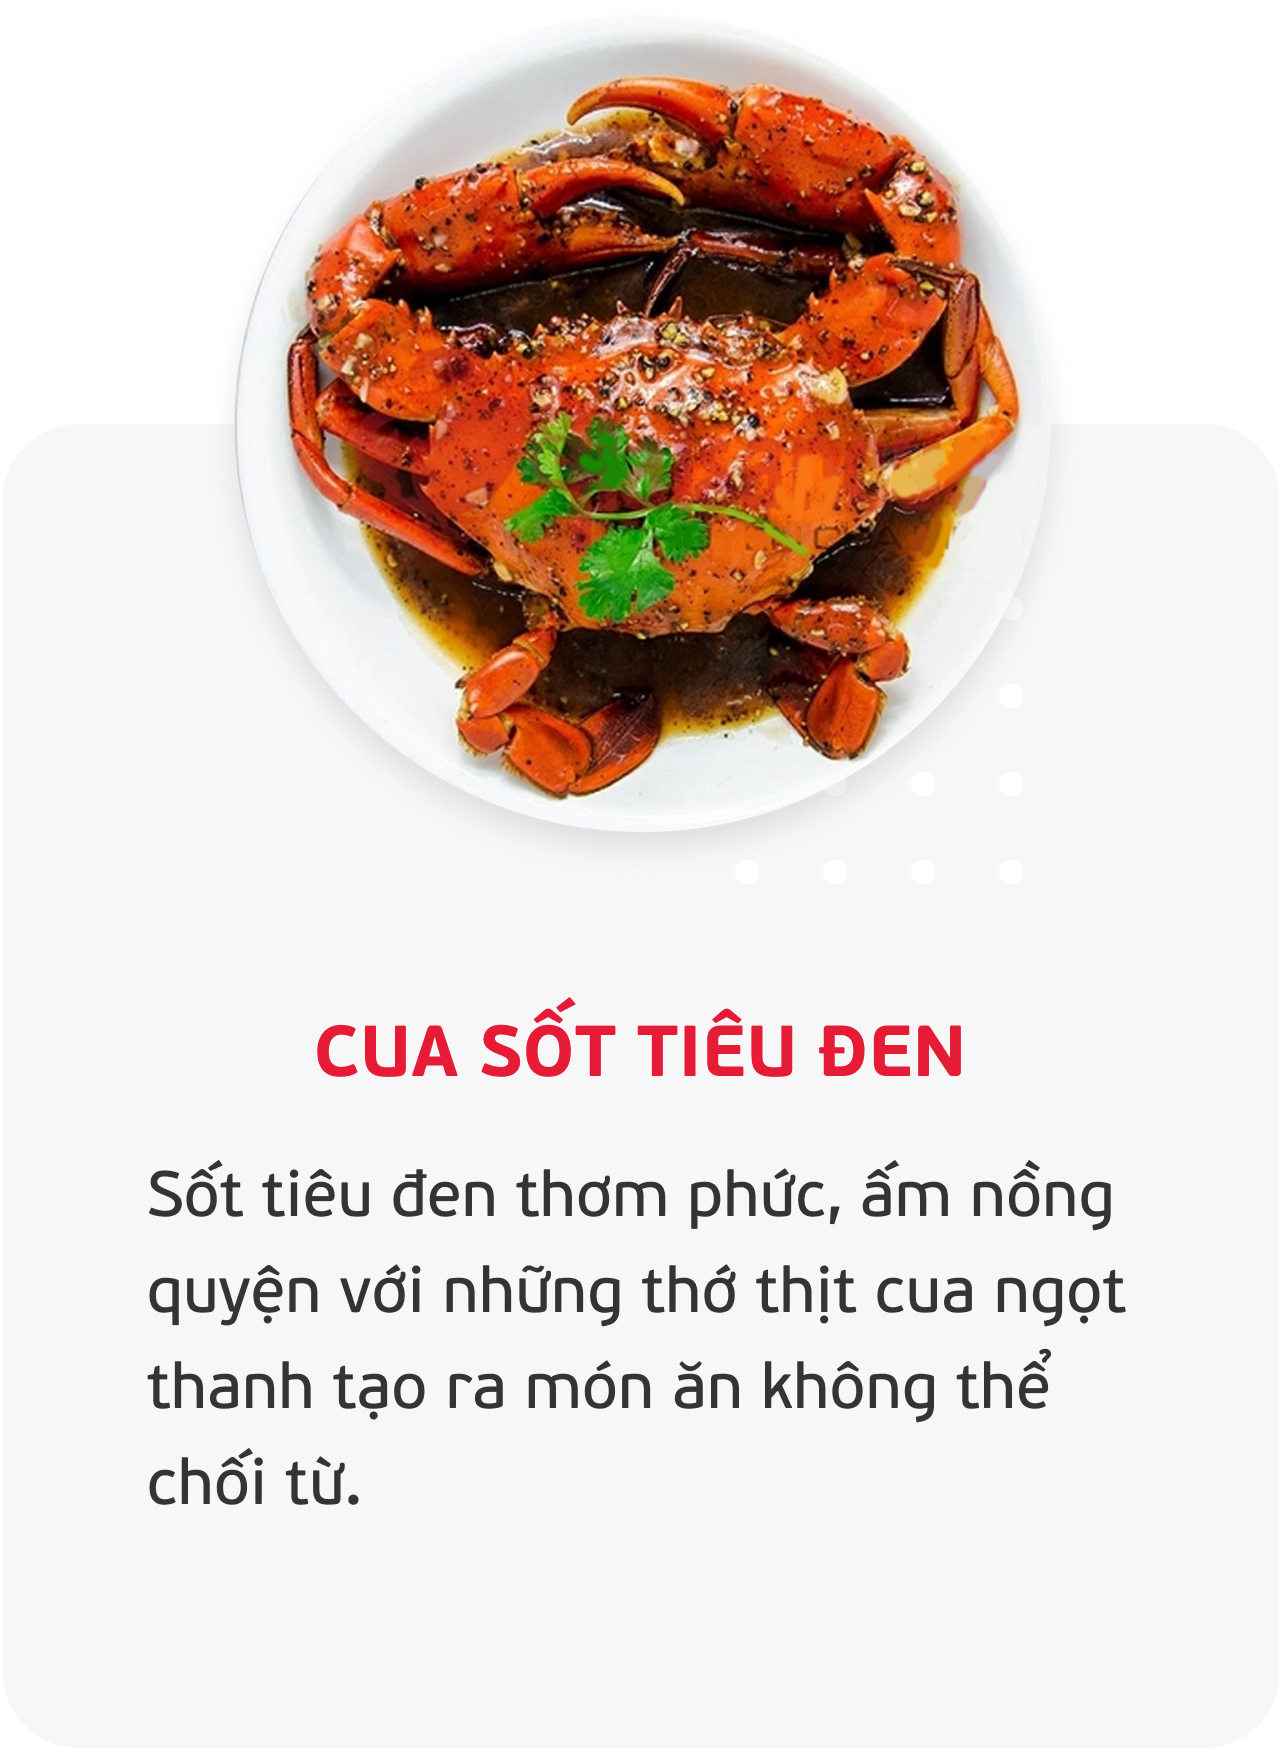 CUA SỐT TIÊU ĐEN
Sốt tiêu đen thơm phức, ấm nồng
quyện với những thớ thịt cua ngọt
thanh tạo ra món ăn không thể
chối từ.